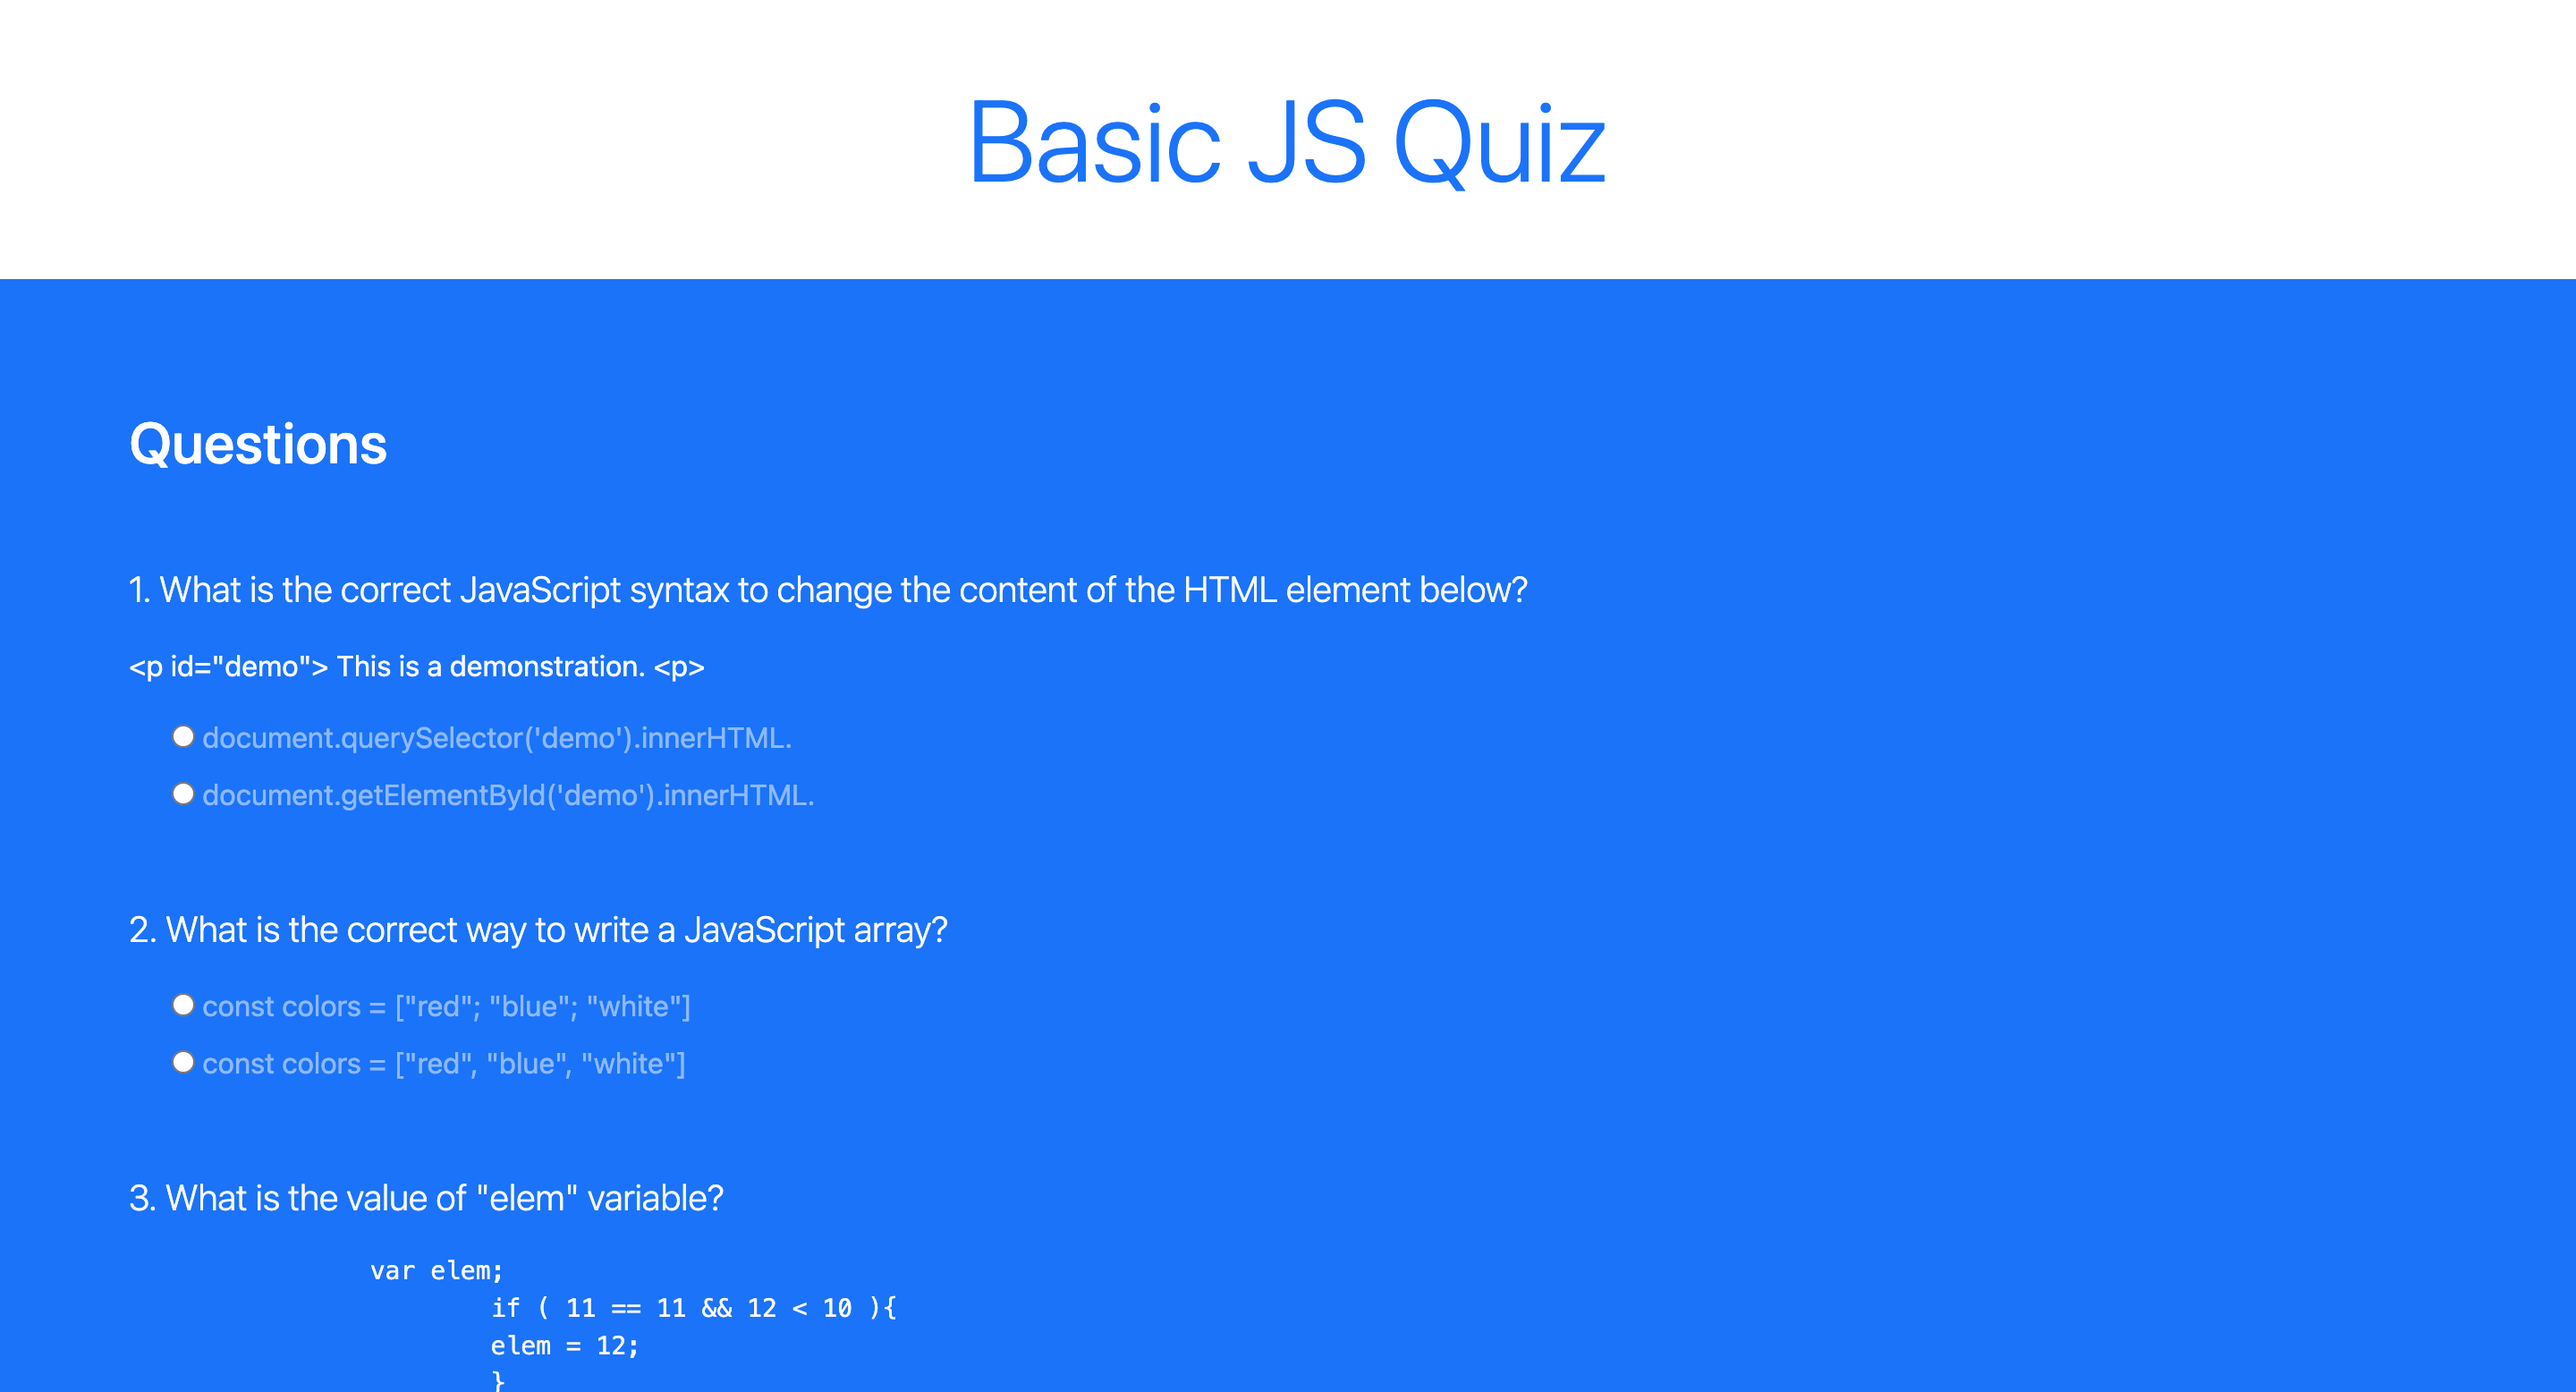 Basic JS Quiz
Questions
1. What is the correct JavaScript syntax to change the content of the HTML element below?
<p id="demo"> This is a demonstration. <p>
document.querySelector('demo').innerHTML.
document.getElementById('demo').innerHTML.
2. What is the correct way to write a JavaScript array?
const colors = ["red"; "blue"; "white"]
const colors = ["red", "blue", "white"]
3. What is the value of "elem" variable?
var elem;
if ( 11 == 11 && 12 < 10 ){
elem = 12;
}